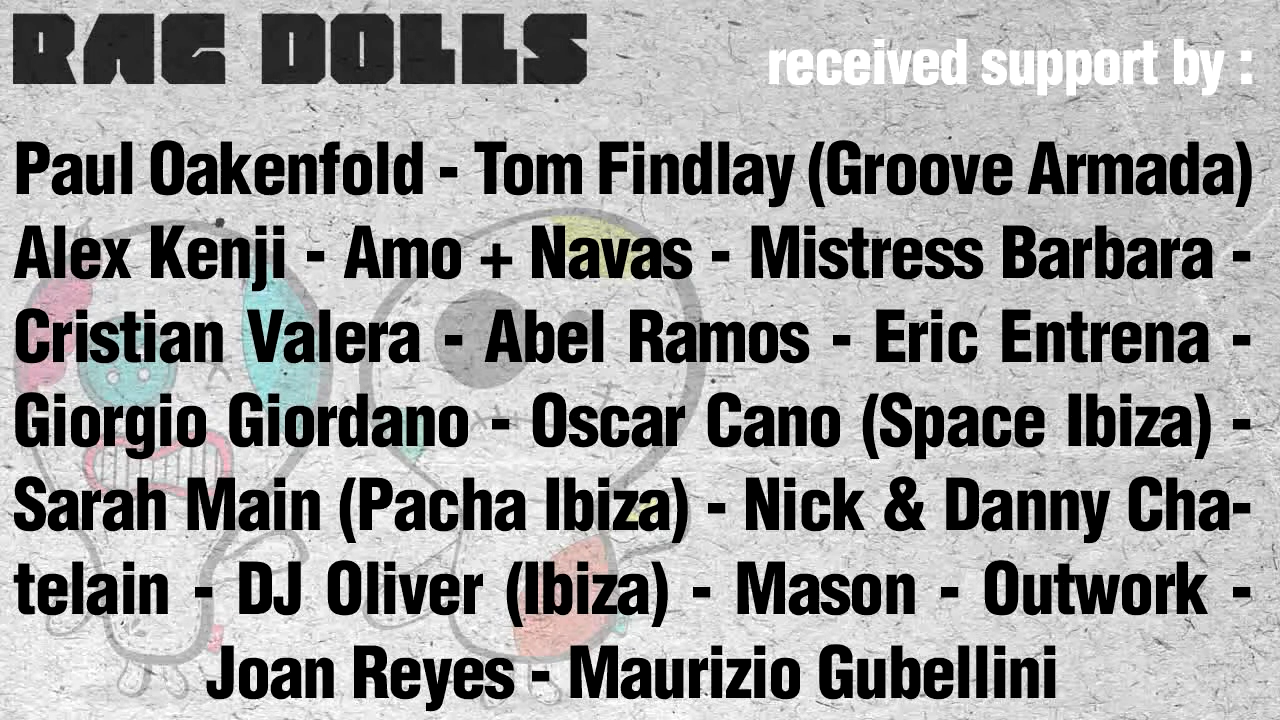 RAG DOLLS
received support by :
Paul Oakenfold - Tom Findlay (Groove Armada)
Alex Kenji - Amo + Navas - Mistress Barbara -
Cristian Valera - Abel Ramos - Eric Entrena -
Giorgio Giordano - Oscar Cano (Space Ibiza) -
Sarah Main (Pacha Ibiza) - Nick & Danny Cha-
telain - DJ Oliver (Ibiza) - Mason - Outwork -
Joan Reyes - Maurizio Gubellini